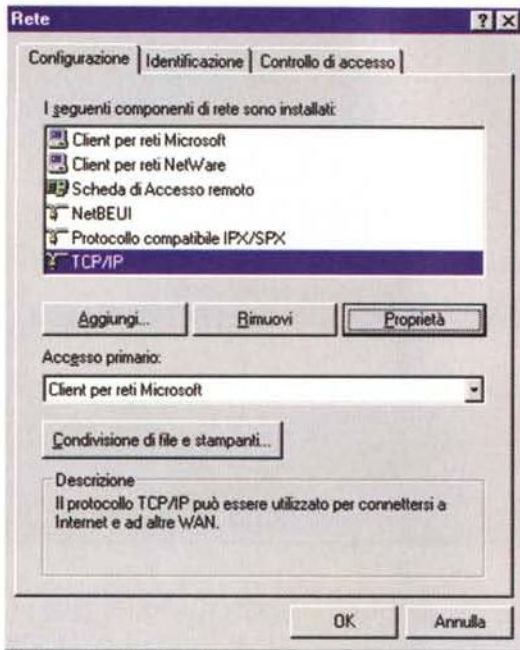 Rete
Configurazione
Identificazione
Controllo di accesso
I seguenti componenti di rete sono installati:
Client per reti Microsoft
Client per reti NetWare
Scheda di Accesso remoto
NetBEUI
Protocollo compatibile IPX/SPX
TCP/IP
Aggiungi...
Rimuovi
Proprietà
Accesso primario:
Client per reti Microsoft
Condivisione di file e stampanti...
Descrizione
Il protocollo TCP/IP può essere utilizzato per connettersi a
Internet e ad altre WAN.
OK
Annulla